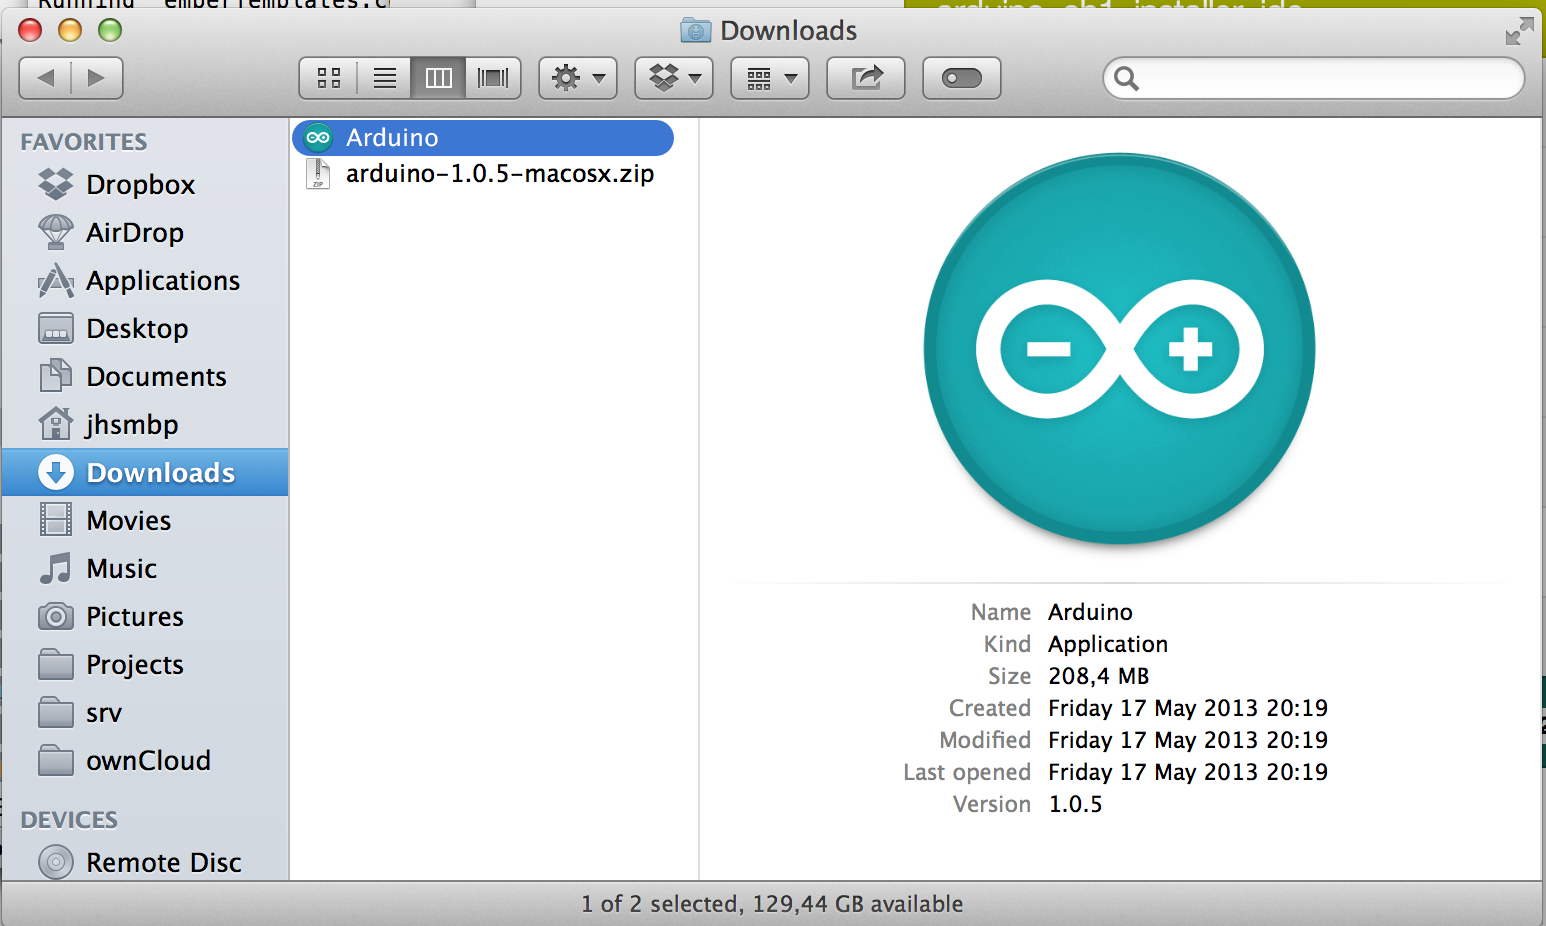 Downloads
FAVORITES
Dropbox
AirDrop
Applications
Desktop
Documents
jhsmbp
Downloads
Movies
Music
Pictures
Projects
srv
ownCloud
DEVICES
Remote Disc
Arduino
arduino-1.0.5-macosx.zip
ZIP
Name Arduino
Kind Application
Size 208,4 MB
Created Friday 17 May 2013 20:19
Modified Friday 17 May 2013 20:19
Last opened Friday 17 May 2013 20:19
Version 1.0.5
1 of 2 selected, 129,44 GB available